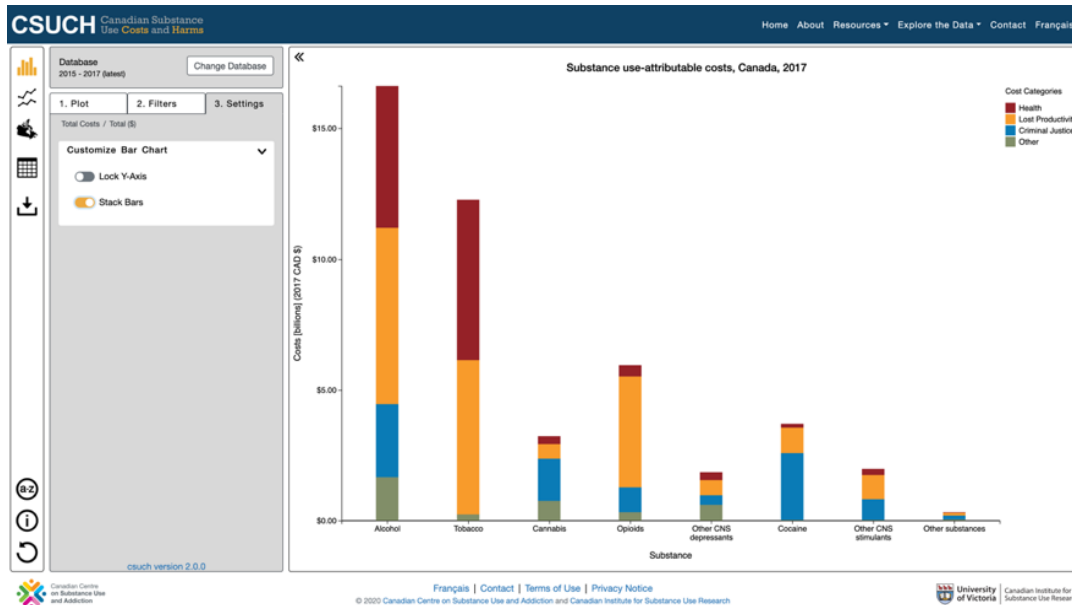 CSUCH Canadian Substance
Use Costs and Harms
Home About Resources Explore the Data Contact Français
Database
2015 - 2017 (latest)
Change Database
1. Plot
2. Filters
3. Settings
Total Costs / Total ($)
Customize Bar Chart
Lock Y-Axis
Stack Bars
a-z
csuch version 2.0.0
Substance use-attributable costs, Canada, 2017
Cost Categories
Health
Lost Productivit
Criminal Justice
Other
Costs [billions] (2017 CAD $)
$15.00
$10.00
$5.00
$0.00
Alcohol
Tobacco
Cannabis
Opioids
Other CNS
depressants
Cocaine
Other CNS
stimulants
Other substances
Substance
Canadian Centre
on Substance Use
and Addiction
Français | Contact | Terms of Use | Privacy Notice
© 2020 Canadian Centre on Substance Use and Addiction and Canadian Institute for Substance Use Research
University
of Victoria
Canadian Institute for
Substance Use Resear